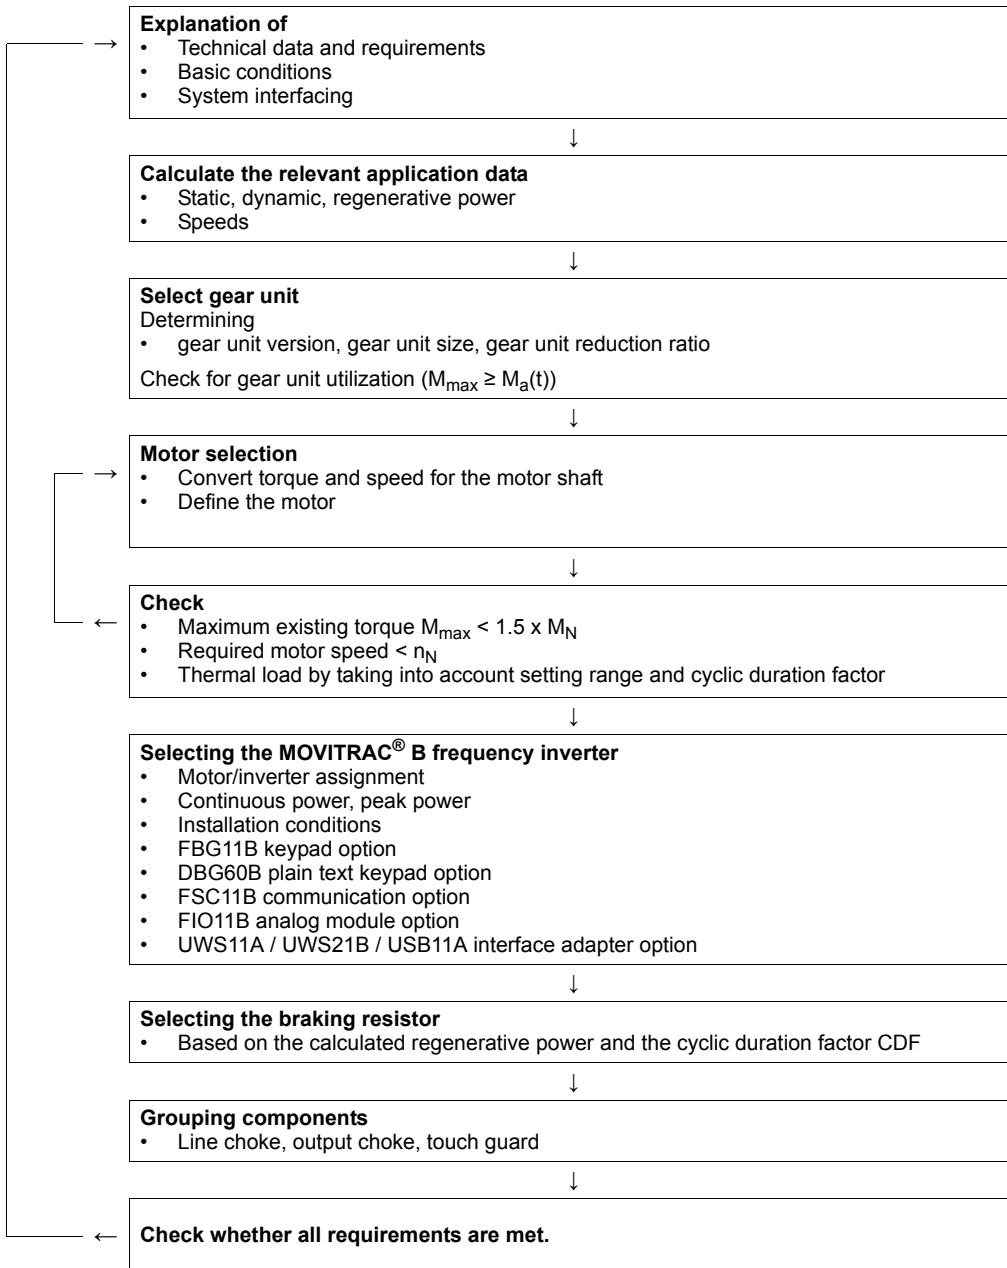 Explanation of
• Technical data and requirements
• Basic conditions
• System interfacing
Calculate the relevant application data
• Static, dynamic, regenerative power
• Speeds
Select gear unit
Determining
• gear unit version, gear unit size, gear unit reduction ratio
Check for gear unit utilization (Mmax ≥ Ma(t))
Motor selection
• Convert torque and speed for the motor shaft
• Define the motor
Check
• Maximum existing torque Mmax < 1.5 x MN
• Required motor speed < nN
• Thermal load by taking into account setting range and cyclic duration factor
Selecting the MOVITRAC® B frequency inverter
• Motor/inverter assignment
• Continuous power, peak power
• Installation conditions
• FBG11B keypad option
• DBG60B plain text keypad option
• FSC11B communication option
• FIO11B analog module option
• UWS11A / UWS21B / USB11A interface adapter option
Selecting the braking resistor
• Based on the calculated regenerative power and the cyclic duration factor CDF
Grouping components
• Line choke, output choke, touch guard
Check whether all requirements are met.